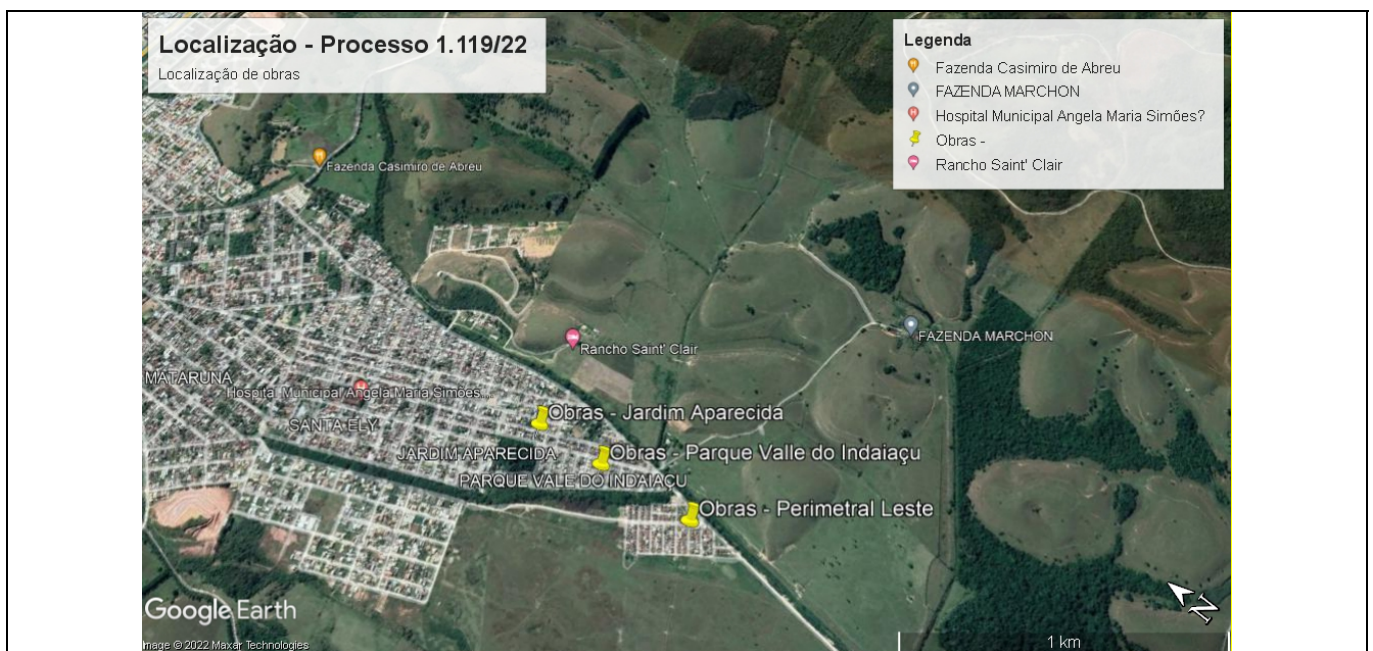 Localização - Processo 1.119/22
Localização de obras
Legenda
Fazenda Casimiro de Abreu
FAZENDA MARCHON
Hospital Municipal Angela Maria Simões?
Obras -
Rancho Saint' Clair
Fazenda Casimiro de Abreu
Rancho Saint' Clair
FAZENDA MARCHON
MATARUNA
Hospital Municipal Angela Maria Simões...
Obras - Jardim Aparecida
SANTA ELY
JARDIM APARECIDA
Obras - Parque Valle do Indaiaçu
PARQUE VALE DO INDAIAÇU
Obras - Perimetral Leste
Google Earth
Image © 2022 Maxar Technologies
N
1 km